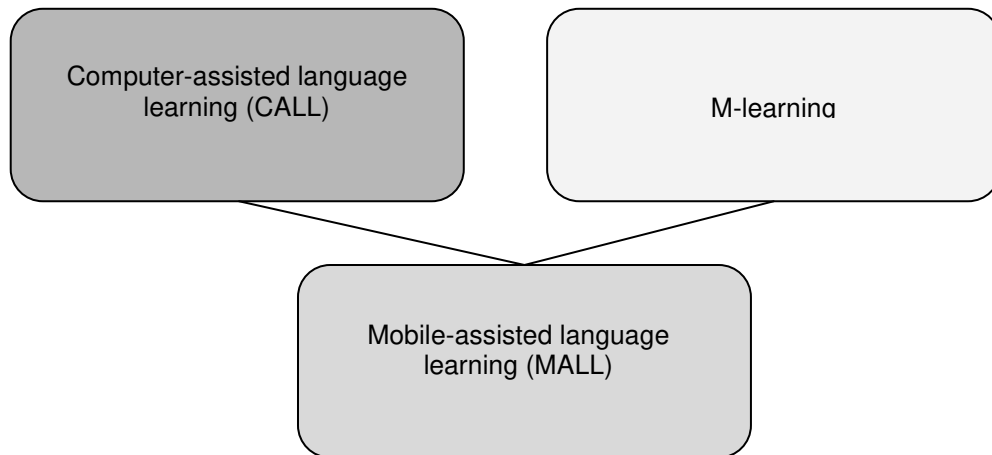 Computer-assisted language
learning (CALL)
M-learning
Mobile-assisted language
learning (MALL)